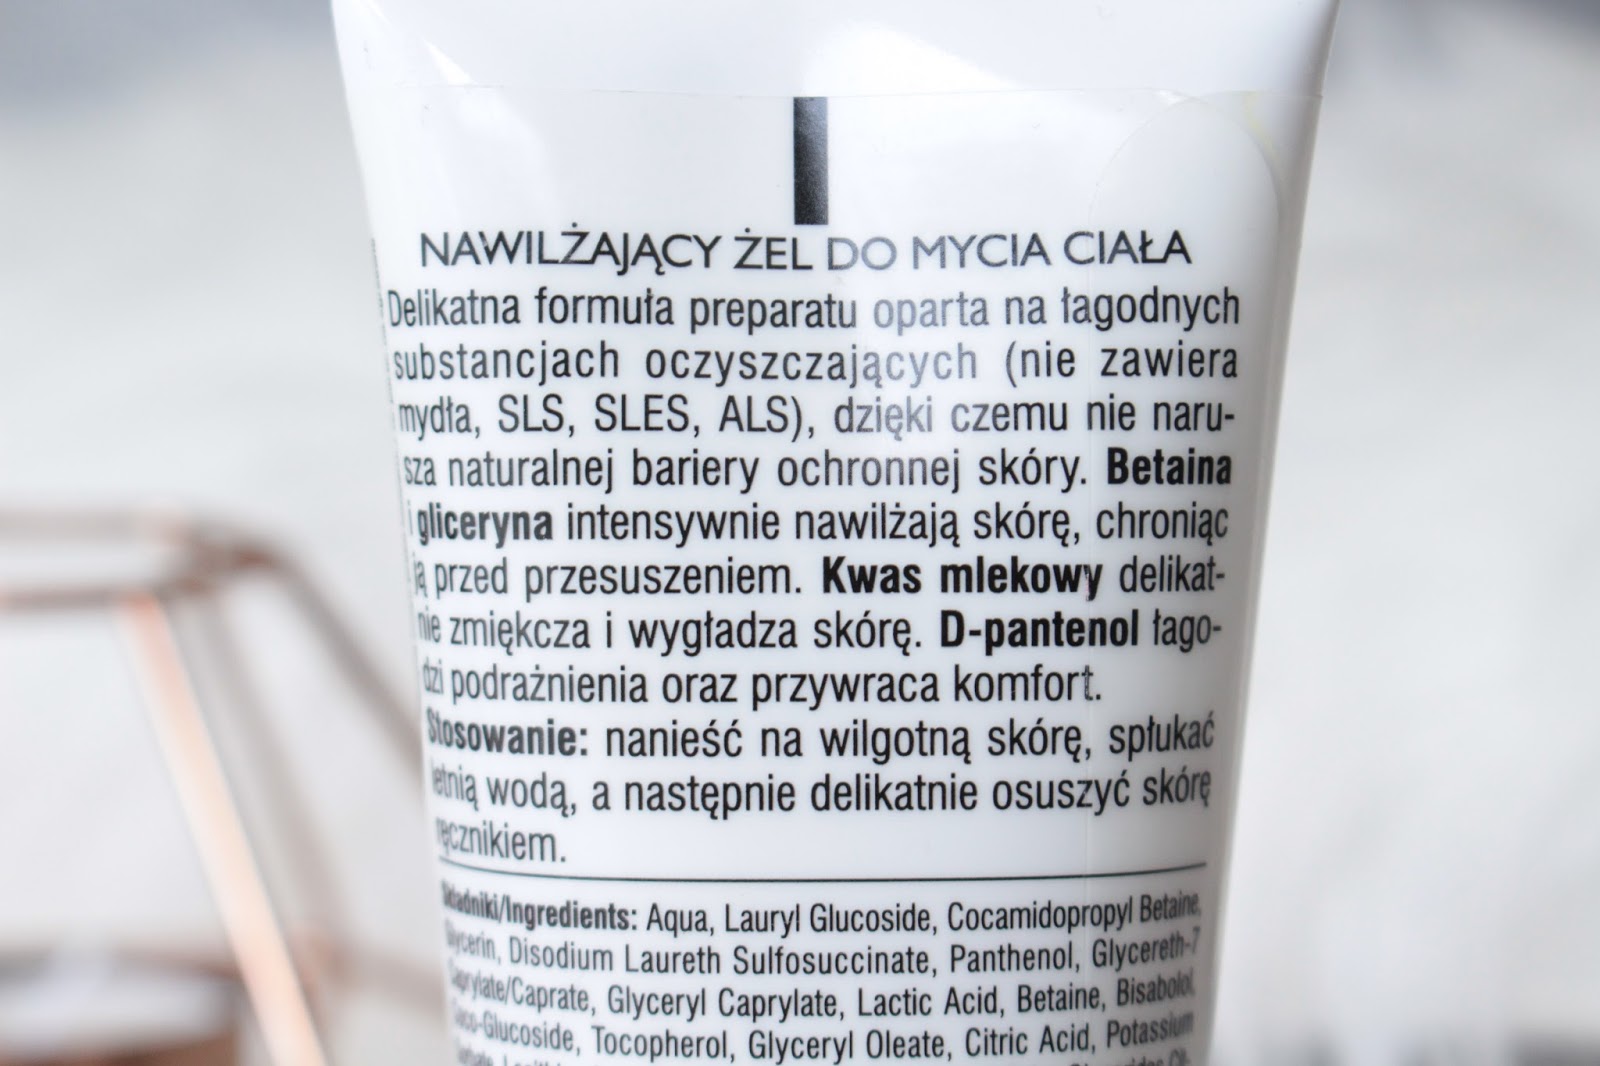 NAWILŻAJĄCY ŻEL DO MYCIA CIAŁA
Delikatna formuła preparatu oparta na łagodnych
substancjach oczyszczających (nie zawiera
mydła, SLS, SLES, ALS), dzięki czemu nie naru-
sza naturalnej bariery ochronnej skóry. Betaina
i gliceryna intensywnie nawilżają skórę, chroniąc
ją przed przesuszeniem. Kwas mlekowy delikat-
nie zmiękcza i wygładza skórę. D-pantenol łago-
dzi podrażnienia oraz przywraca komfort.
Stosowanie: nanieść na wilgotną skórę, spłukać
letnią wodą, a następnie delikatnie osuszyć skórę
ręcznikiem.
Składniki/Ingredients: Aqua, Lauryl Glucoside, Cocamidopropyl Betaine,
Glycerin, Disodium Laureth Sulfosuccinate, Panthenol, Glycereth-7
Caprylate/Caprate, Glyceryl Caprylate, Lactic Acid, Betaine, Bisabolol,
Coco-Glucoside, Tocopherol, Glyceryl Oleate, Citric Acid, Potassium